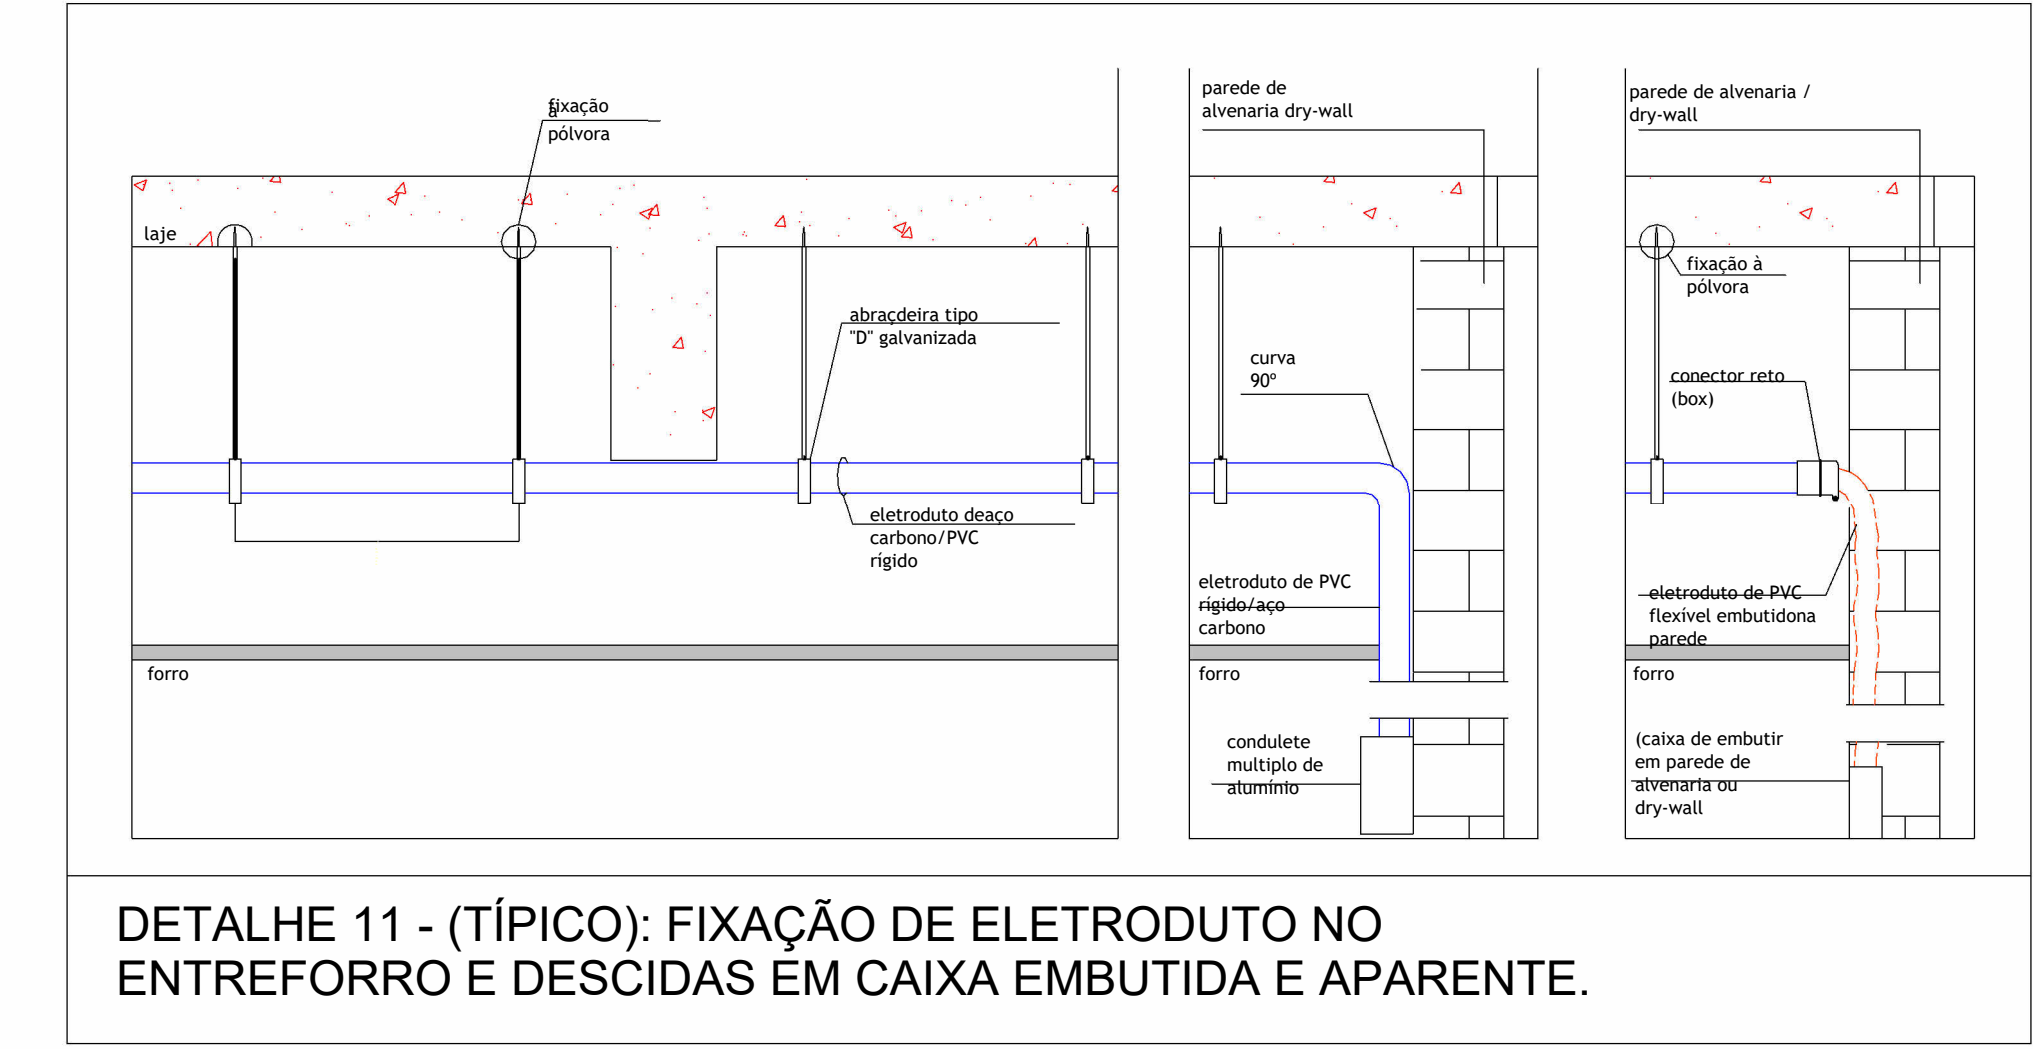 fixação
à
pólvora
laje
abraçdeira tipo
"D" galvanizada
eletroduto deaço
carbono/PVC
rígido
forro
parede de
alvenaria dry-wall
curva
90º
eletroduto de PVC
rígido/aço
carbono
forro
condulete
multiplo de
alumínio
parede de alvenaria /
dry-wall
fixação à
pólvora
conector reto
(box)
eletroduto de PVC
flexível embutidona
parede
forro
(caixa de embutir
em parede de
alvenaria ou
dry-wall
DETALHE 11 - (TÍPICO): FIXAÇÃO DE ELETRODUTO NO
ENTREFORRO E DESCIDAS EM CAIXA EMBUTIDA E APARENTE.